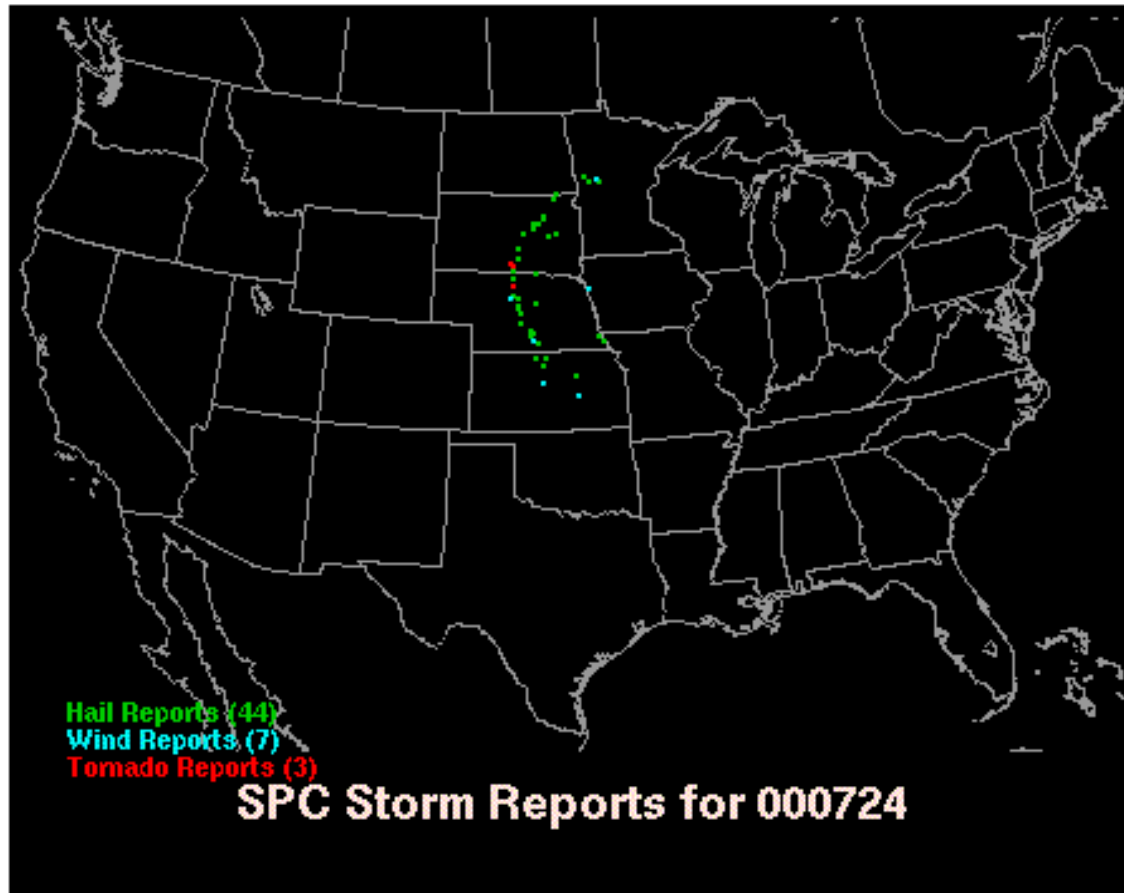 Hail Reports (44)
Wind Reports (7)
Tornado Reports (3)
SPC Storm Reports for 000724